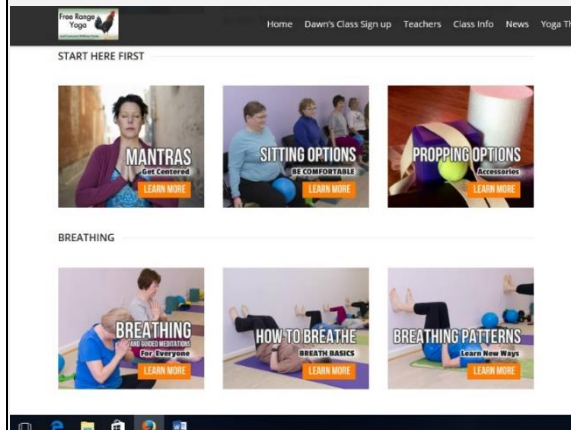 Free Range
Yoga
Home Dawn's Class Sign up Teachers Class Info News Yoga Th
START HERE FIRST
MANTRAS
Get Centered
LEARN MORE
SITTING OPTIONS
BE COMFORTABLE
LEARN MORE
PROPPING OPTIONS
Accessories
LEARN MORE
BREATHING
BREATHING
AND GUIDED MEDITATIONS
For Everyone
LEARN MORE
HOW TO BREATHE
BREATH BASICS
LEARN MORE
BREATHING PATTERNS
Learn New Ways
LEARN MORE